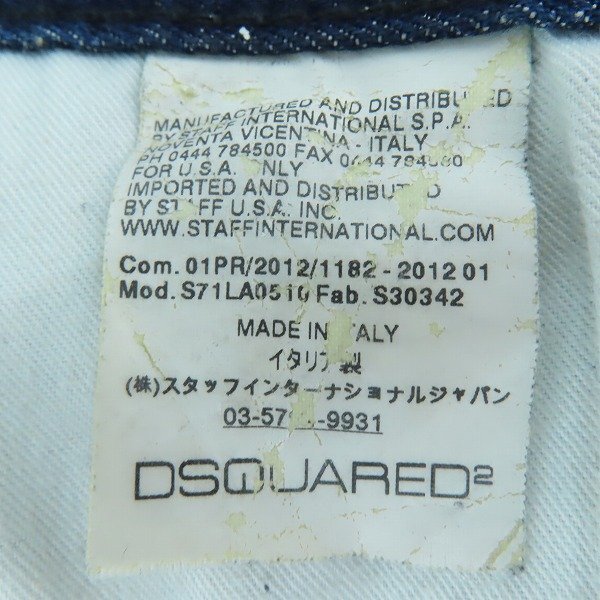 MANUFACTURED AND DISTRIBUTED
BY STAFF INTERNATIONAL S.P.A.
NOVENTA VICENTINA - ITALY
PH 0444 784500 FAX
FOR U.S.A. ONLY
IMPORTED AND DISTRIBUTED
BY STAFF U.S.A. INC.
WWW.STAFFINTERNATIONAL.COM
Com. 01PR/2012/1182 - 2012 01
Mod. S71LA0510 Fab. S30342
MADE IN ITALY
イタリア製
(株)スタッフインターナショナルジャパン
DSQUARED2